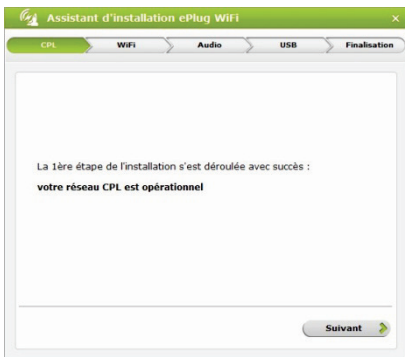 Assistant d'installation ePlug WiFi
CPL WiFi Audio USB Finalisation
La 1ère étape de l'installation s'est déroulée avec succès :
votre réseau CPL est opérationnel
Suivant